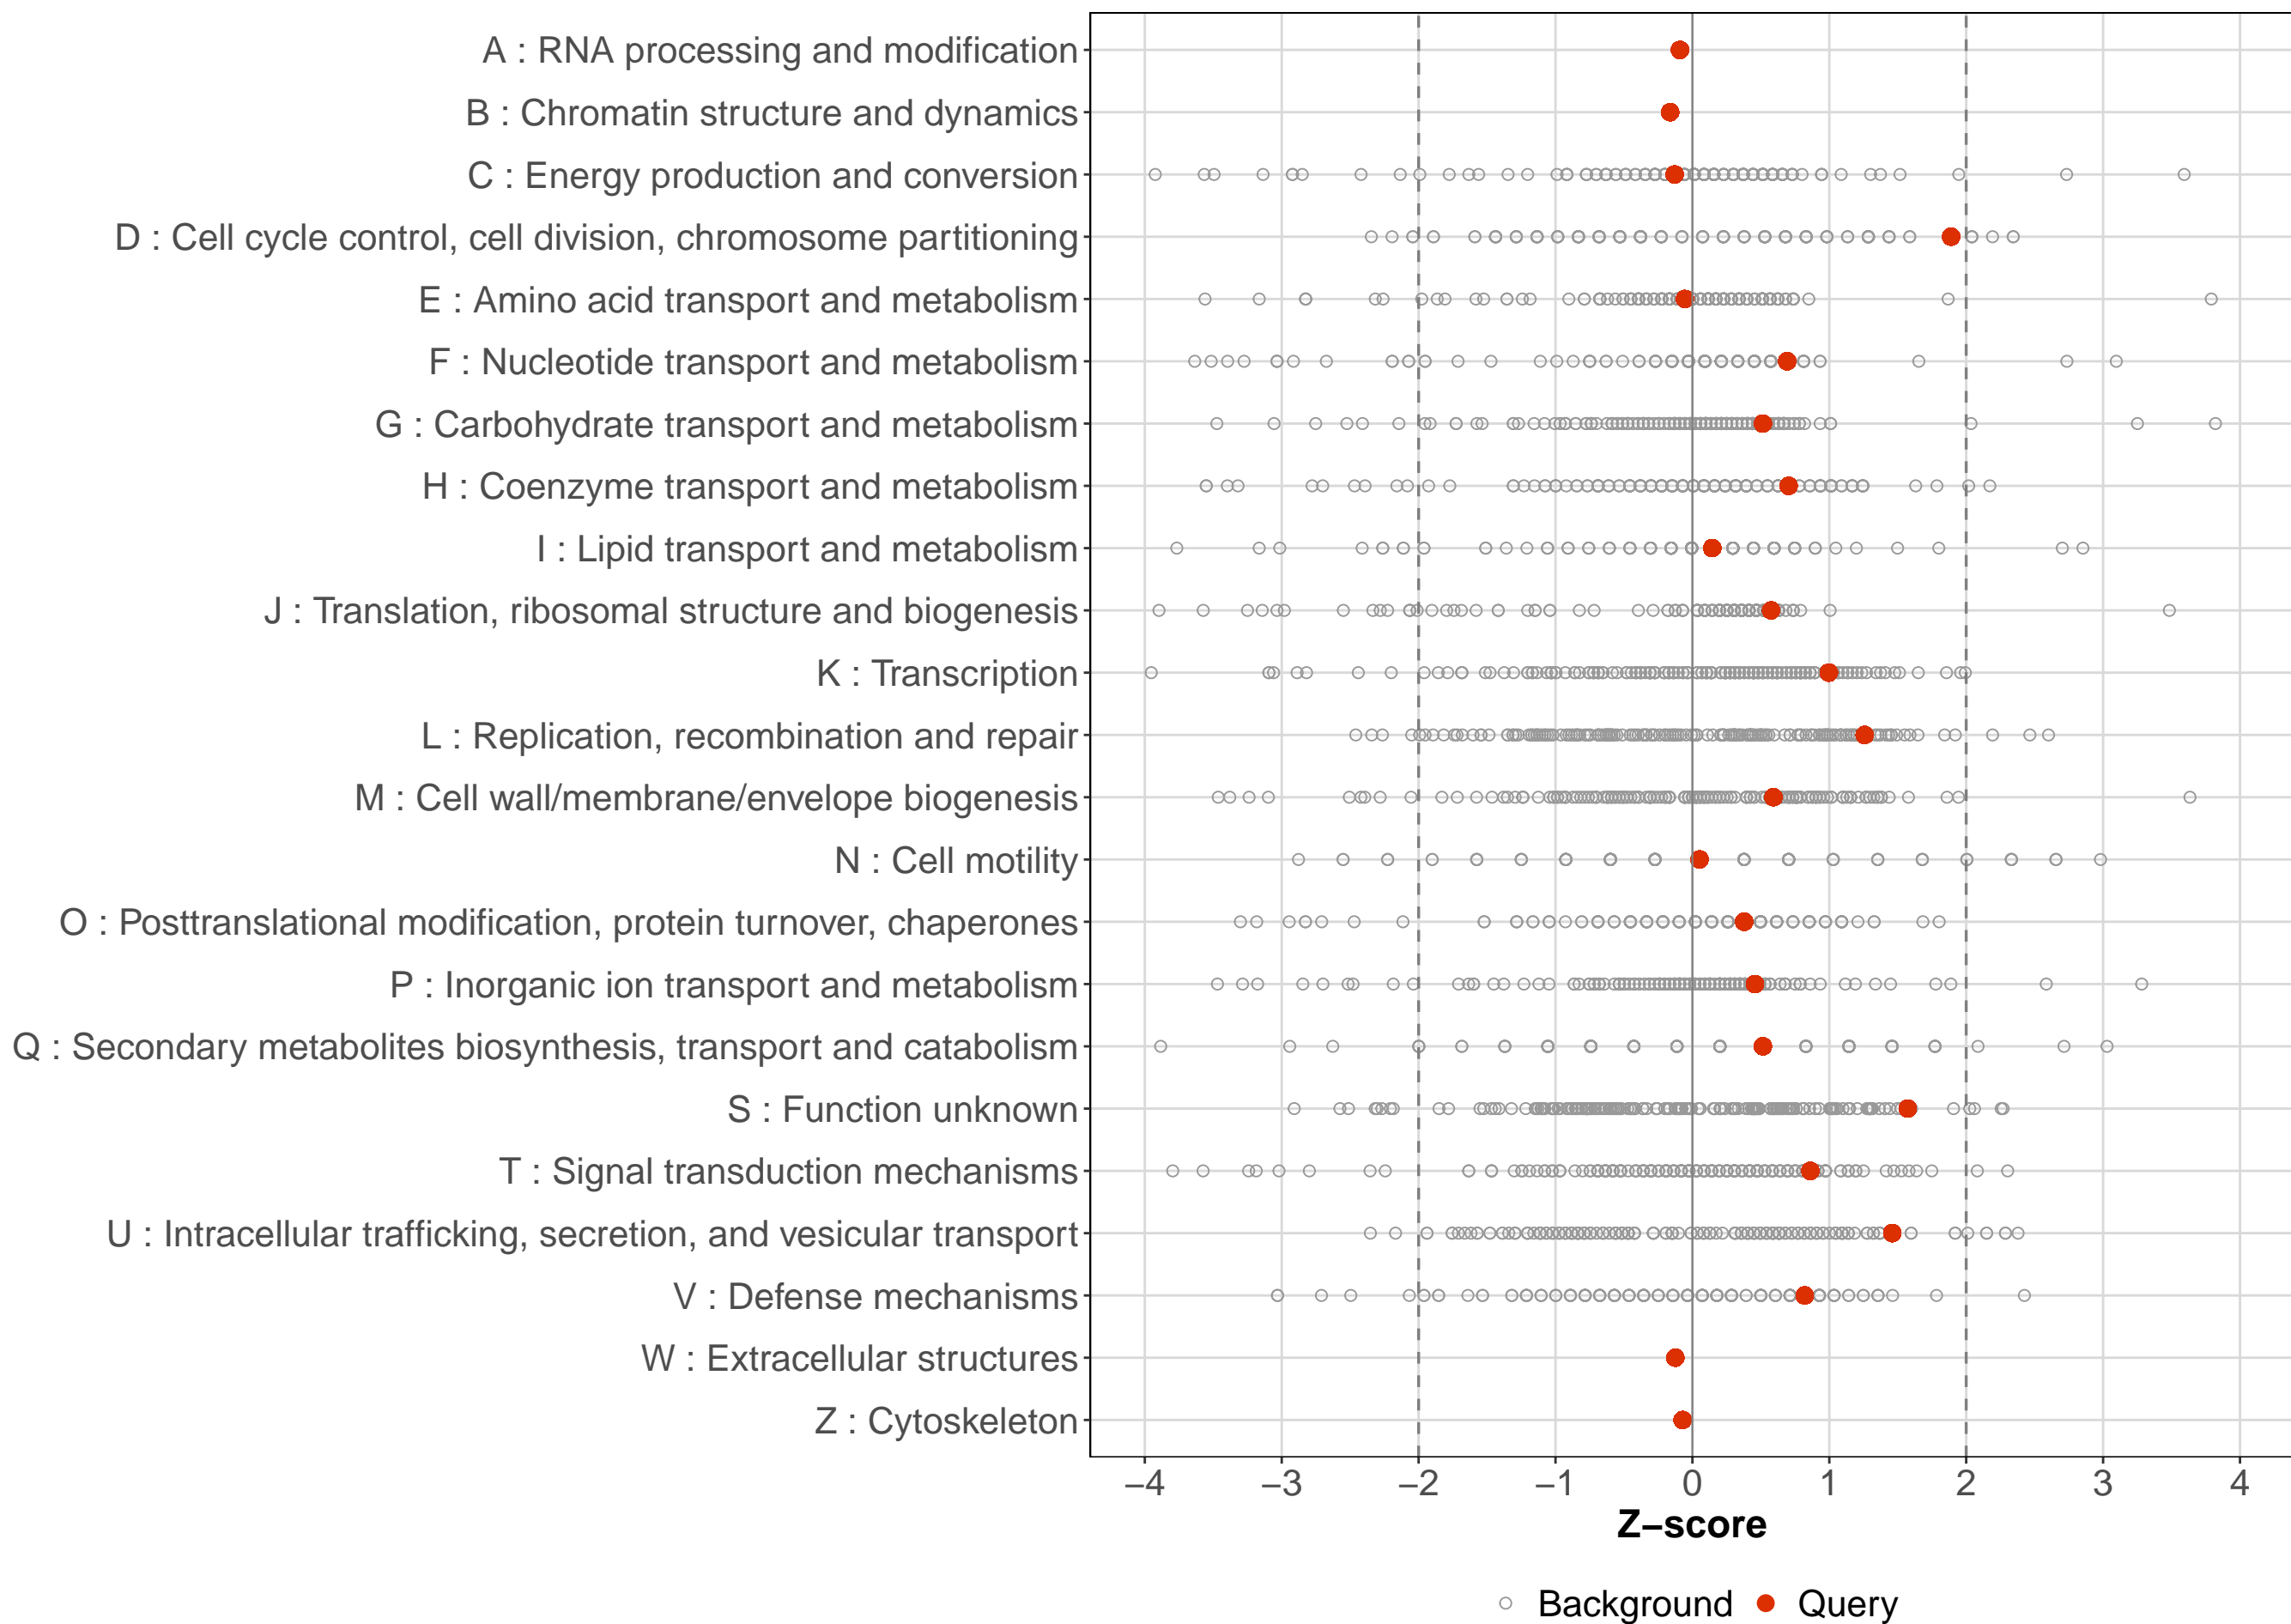 A : RNA processing and modification
B : Chromatin structure and dynamics
C : Energy production and conversion
D : Cell cycle control, cell division, chromosome partitioning
E : Amino acid transport and metabolism
F : Nucleotide transport and metabolism
G : Carbohydrate transport and metabolism
H : Coenzyme transport and metabolism
I : Lipid transport and metabolism
J : Translation, ribosomal structure and biogenesis
K : Transcription
L : Replication, recombination and repair
M : Cell wall/membrane/envelope biogenesis
N : Cell motility
O : Posttranslational modification, protein turnover, chaperones
P : Inorganic ion transport and metabolism
Q : Secondary metabolites biosynthesis, transport and catabolism
S : Function unknown
T : Signal transduction mechanisms
U : Intracellular trafficking, secretion, and vesicular transport
V : Defense mechanisms
W : Extracellular structures
Z : Cytoskeleton
−4 −3 −2 −1 0 1 2 3 4
Z−score
Background Query